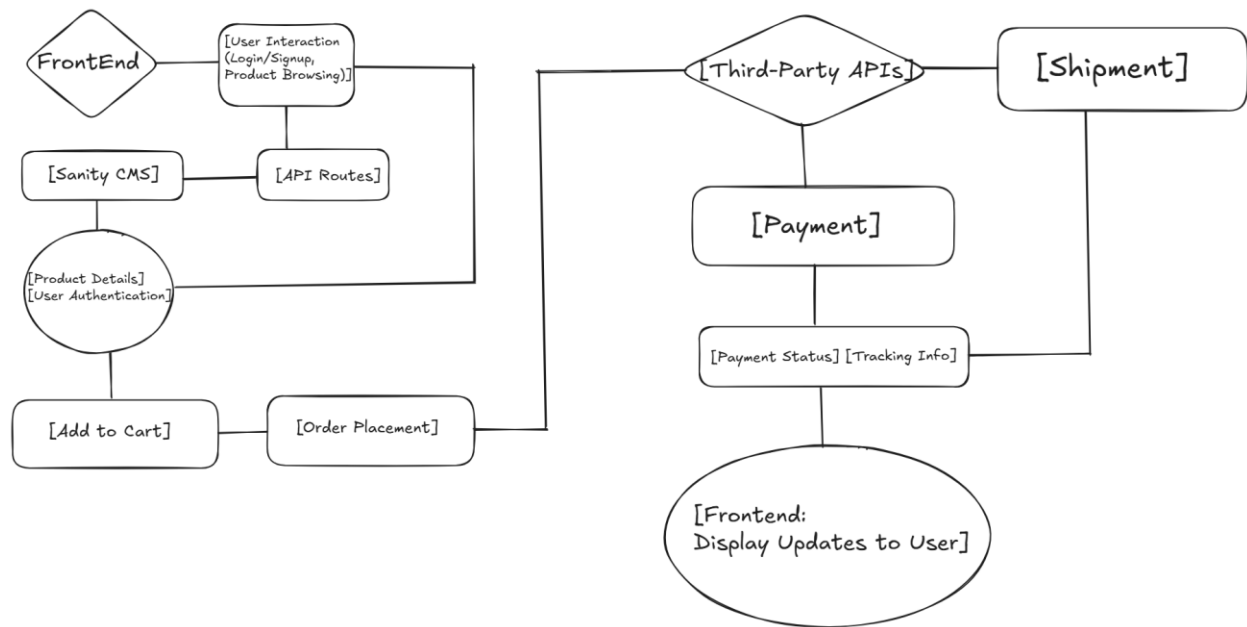 FrontEnd
[User Interaction
(Login/Signup,
Product Browsing)]
[Sanity CMS]
[API Routes]
[Product Details]
[User Authentication]
[Add to Cart]
[Order Placement]
[Third-Party APIs]
[Shipment]
[Payment]
[Payment Status] [Tracking Info]
[Frontend:
Display Updates to User]